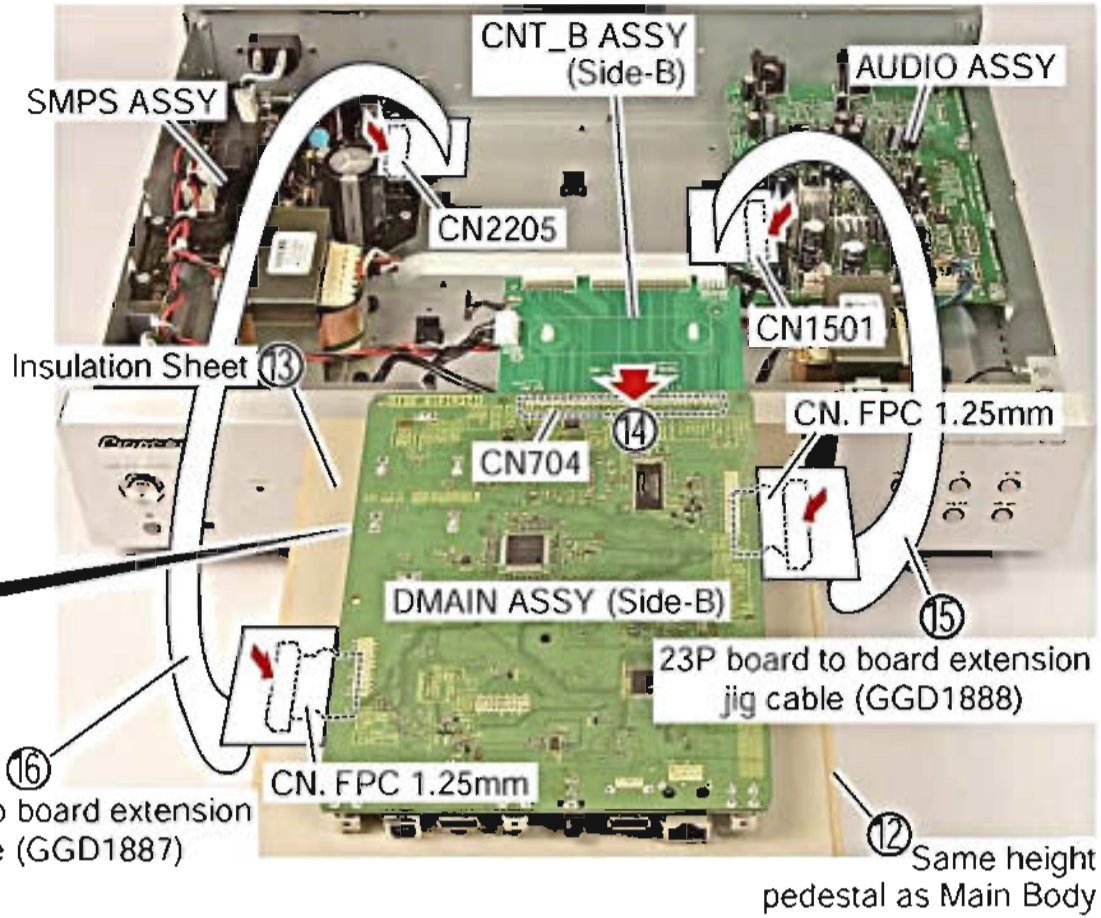 CNT_B ASSY
(Side-B)
AUDIO ASSY
SMPS ASSY
CN2205
CN1501
Insulation Sheet ⑬
CN. FPC 1.25mm
⑭
CN704
DMAIN ASSY (Side-B)
⑮
23P board to board extension
jig cable (GGD1888)
⑯
CN. FPC 1.25mm
board extension
(GGD1887)
⑫
Same height
pedestal as Main Body